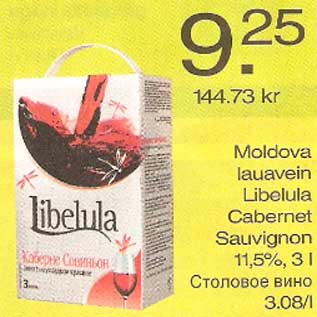 9.25
144.73 kr
Moldova
lauavein
Libelula
Cabernet
Sauvignon
11,5%, 3 l
Столовое вино
3.08/l
Libelula
Каберне Совиньон